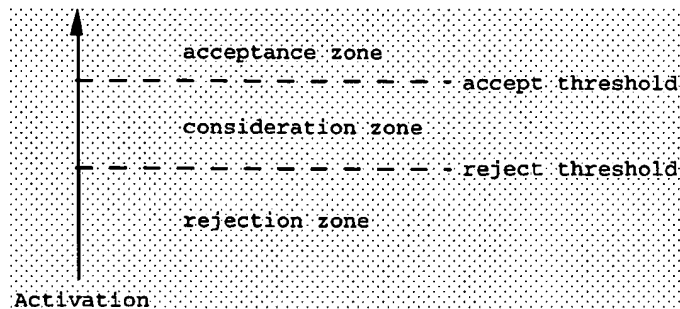 acceptance zone
accept threshold
consideration zone
reject threshold
rejection zone
Activation